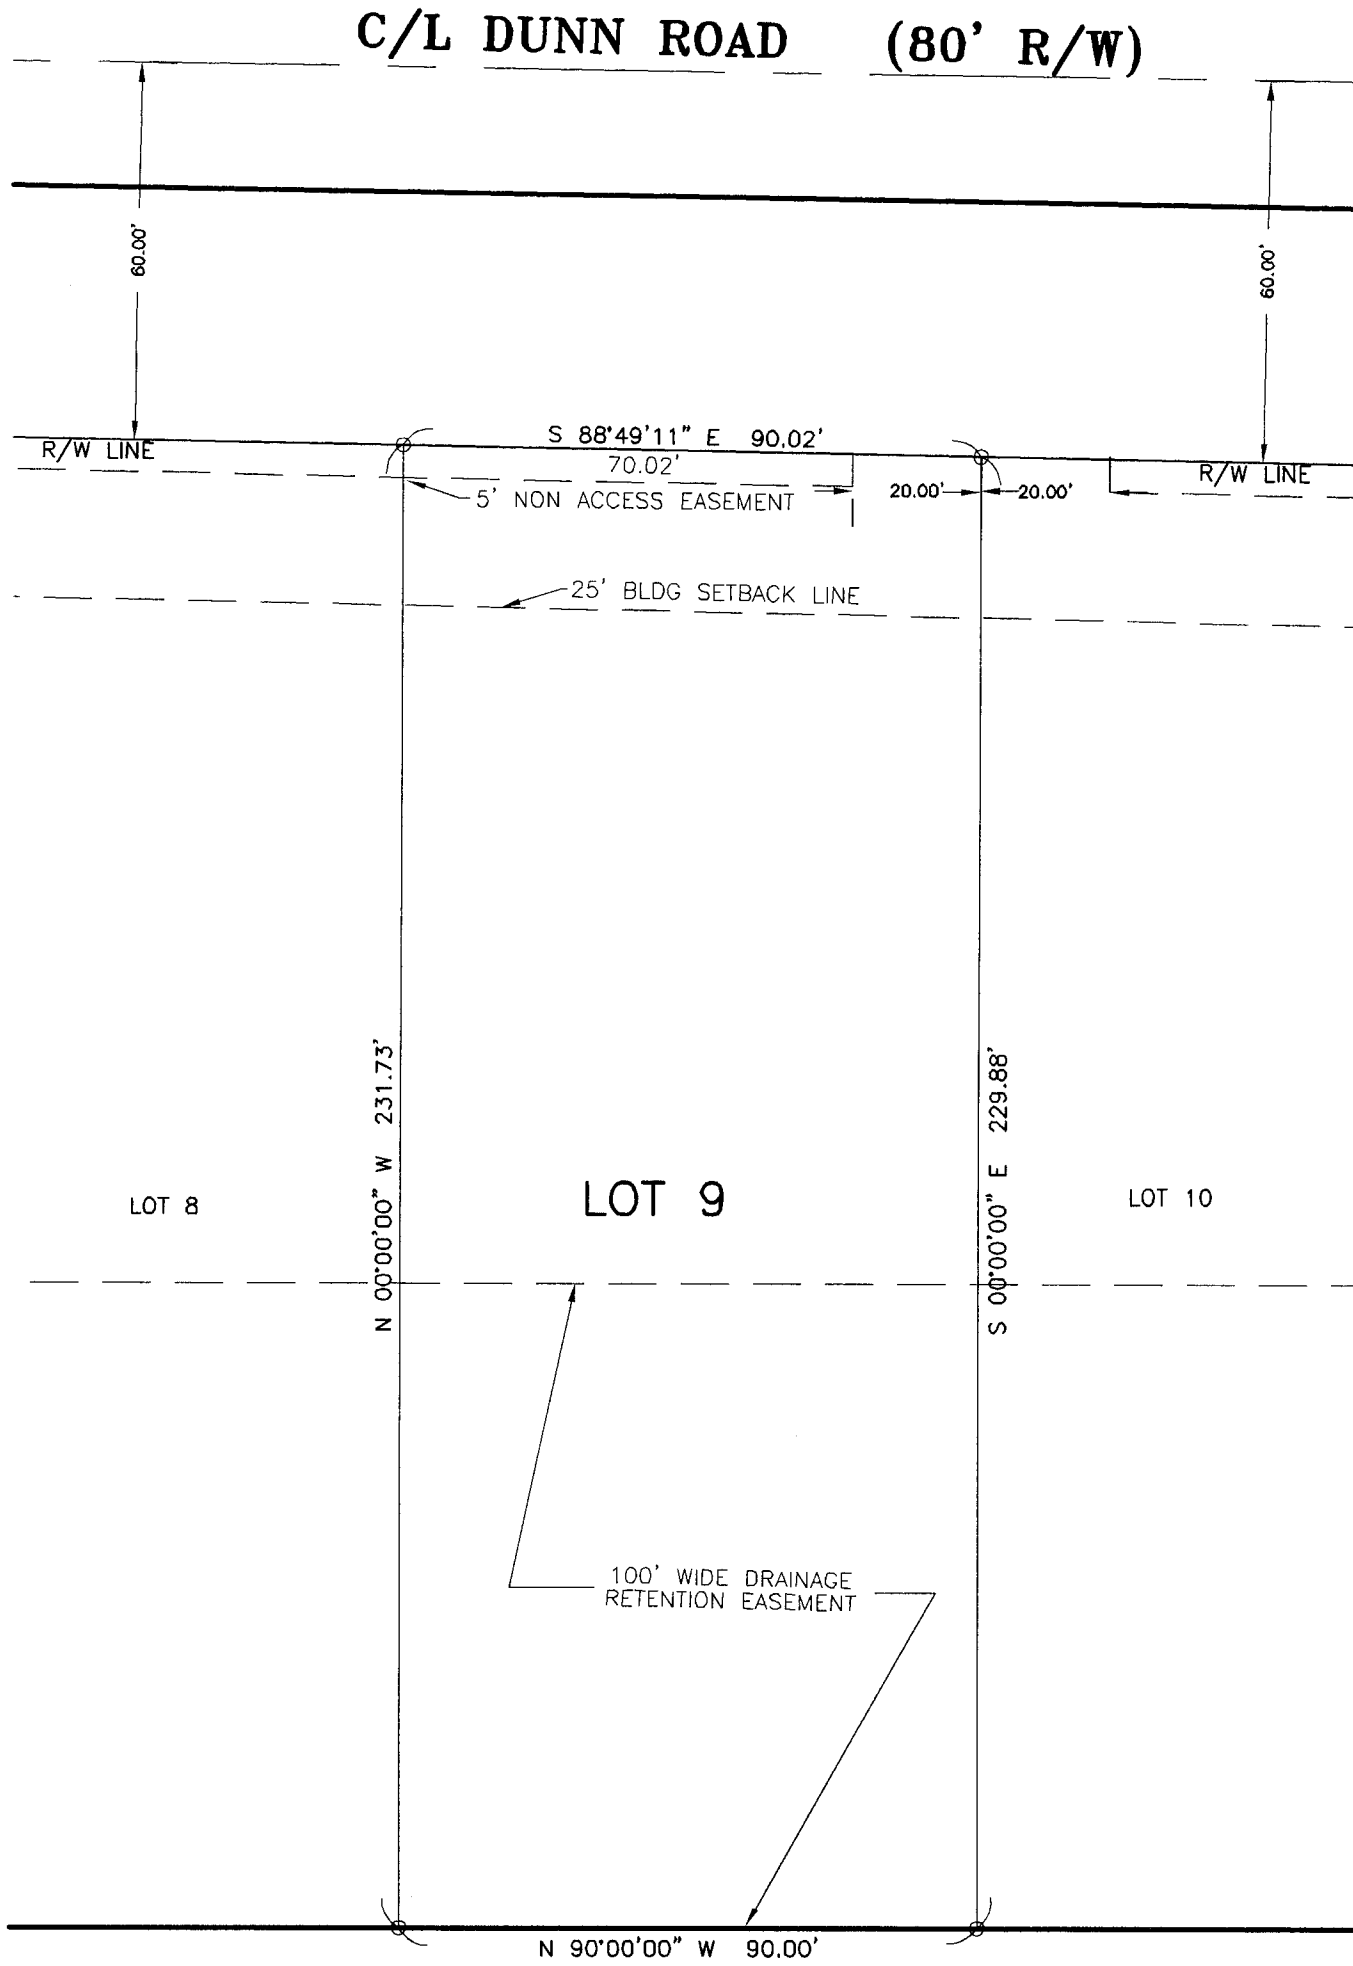 C/L DUNN ROAD (80' R/W)
60.00'
60.00'
S 88°49'11" E 90.02'
R/W LINE
70.02'
R/W LINE
5' NON ACCESS EASEMENT
20.00'
20.00'
25' BLDG SETBACK LINE
N 00°00'00" W 231.73'
S 00°00'00" E 229.88'
LOT 8
LOT 9
LOT 10
100' WIDE DRAINAGE
RETENTION EASEMENT
N 90°00'00" W 90.00'